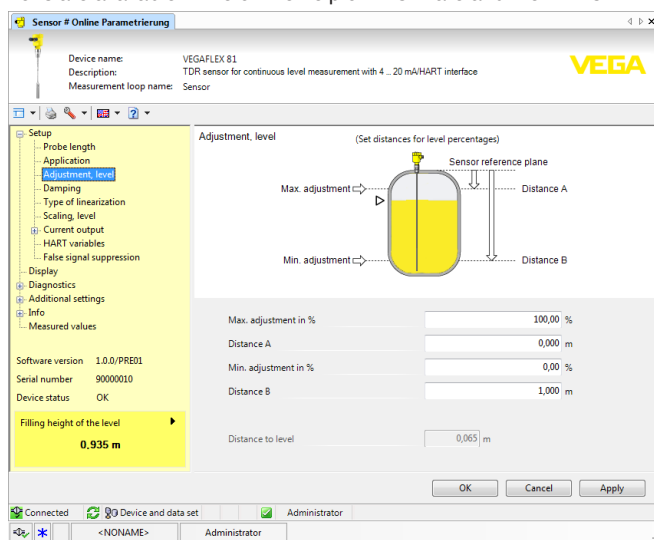 Sensor # Online Parametrierung
Device name: VEGAFLEX 81
Description: TDR sensor for continuous level measurement with 4 ... 20 mA/HART interface
Measurement loop name: Sensor
VEGA
Setup
Probe length
Application
Adjustment, level
Damping
Type of linearization
Scaling, level
Current output
HART variables
False signal suppression
Display
Diagnostics
Additional settings
Info
Measured values
Software version 1.0.0/PRE01
Serial number 90000010
Device status OK
Filling height of the level
0,935 m
Adjustment, level
(Set distances for level percentages)
Sensor reference plane
Max. adjustment
Distance A
Min. adjustment
Distance B
Max. adjustment in % 100,00 %
Distance A 0,000 m
Min. adjustment in % 0,00 %
Distance B 1,000 m
Distance to level 0,065 m
OK Cancel Apply
Connected Device and data set Administrator
<NONAME> Administrator